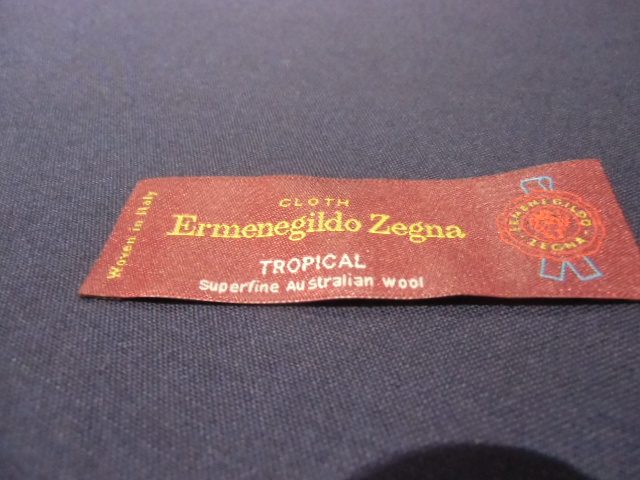 Woven in Italy
CLOTH
Ermenegildo Zegna
TROPICAL
Superfine Australian Wool
ERMENEGILDO
ZEGNA